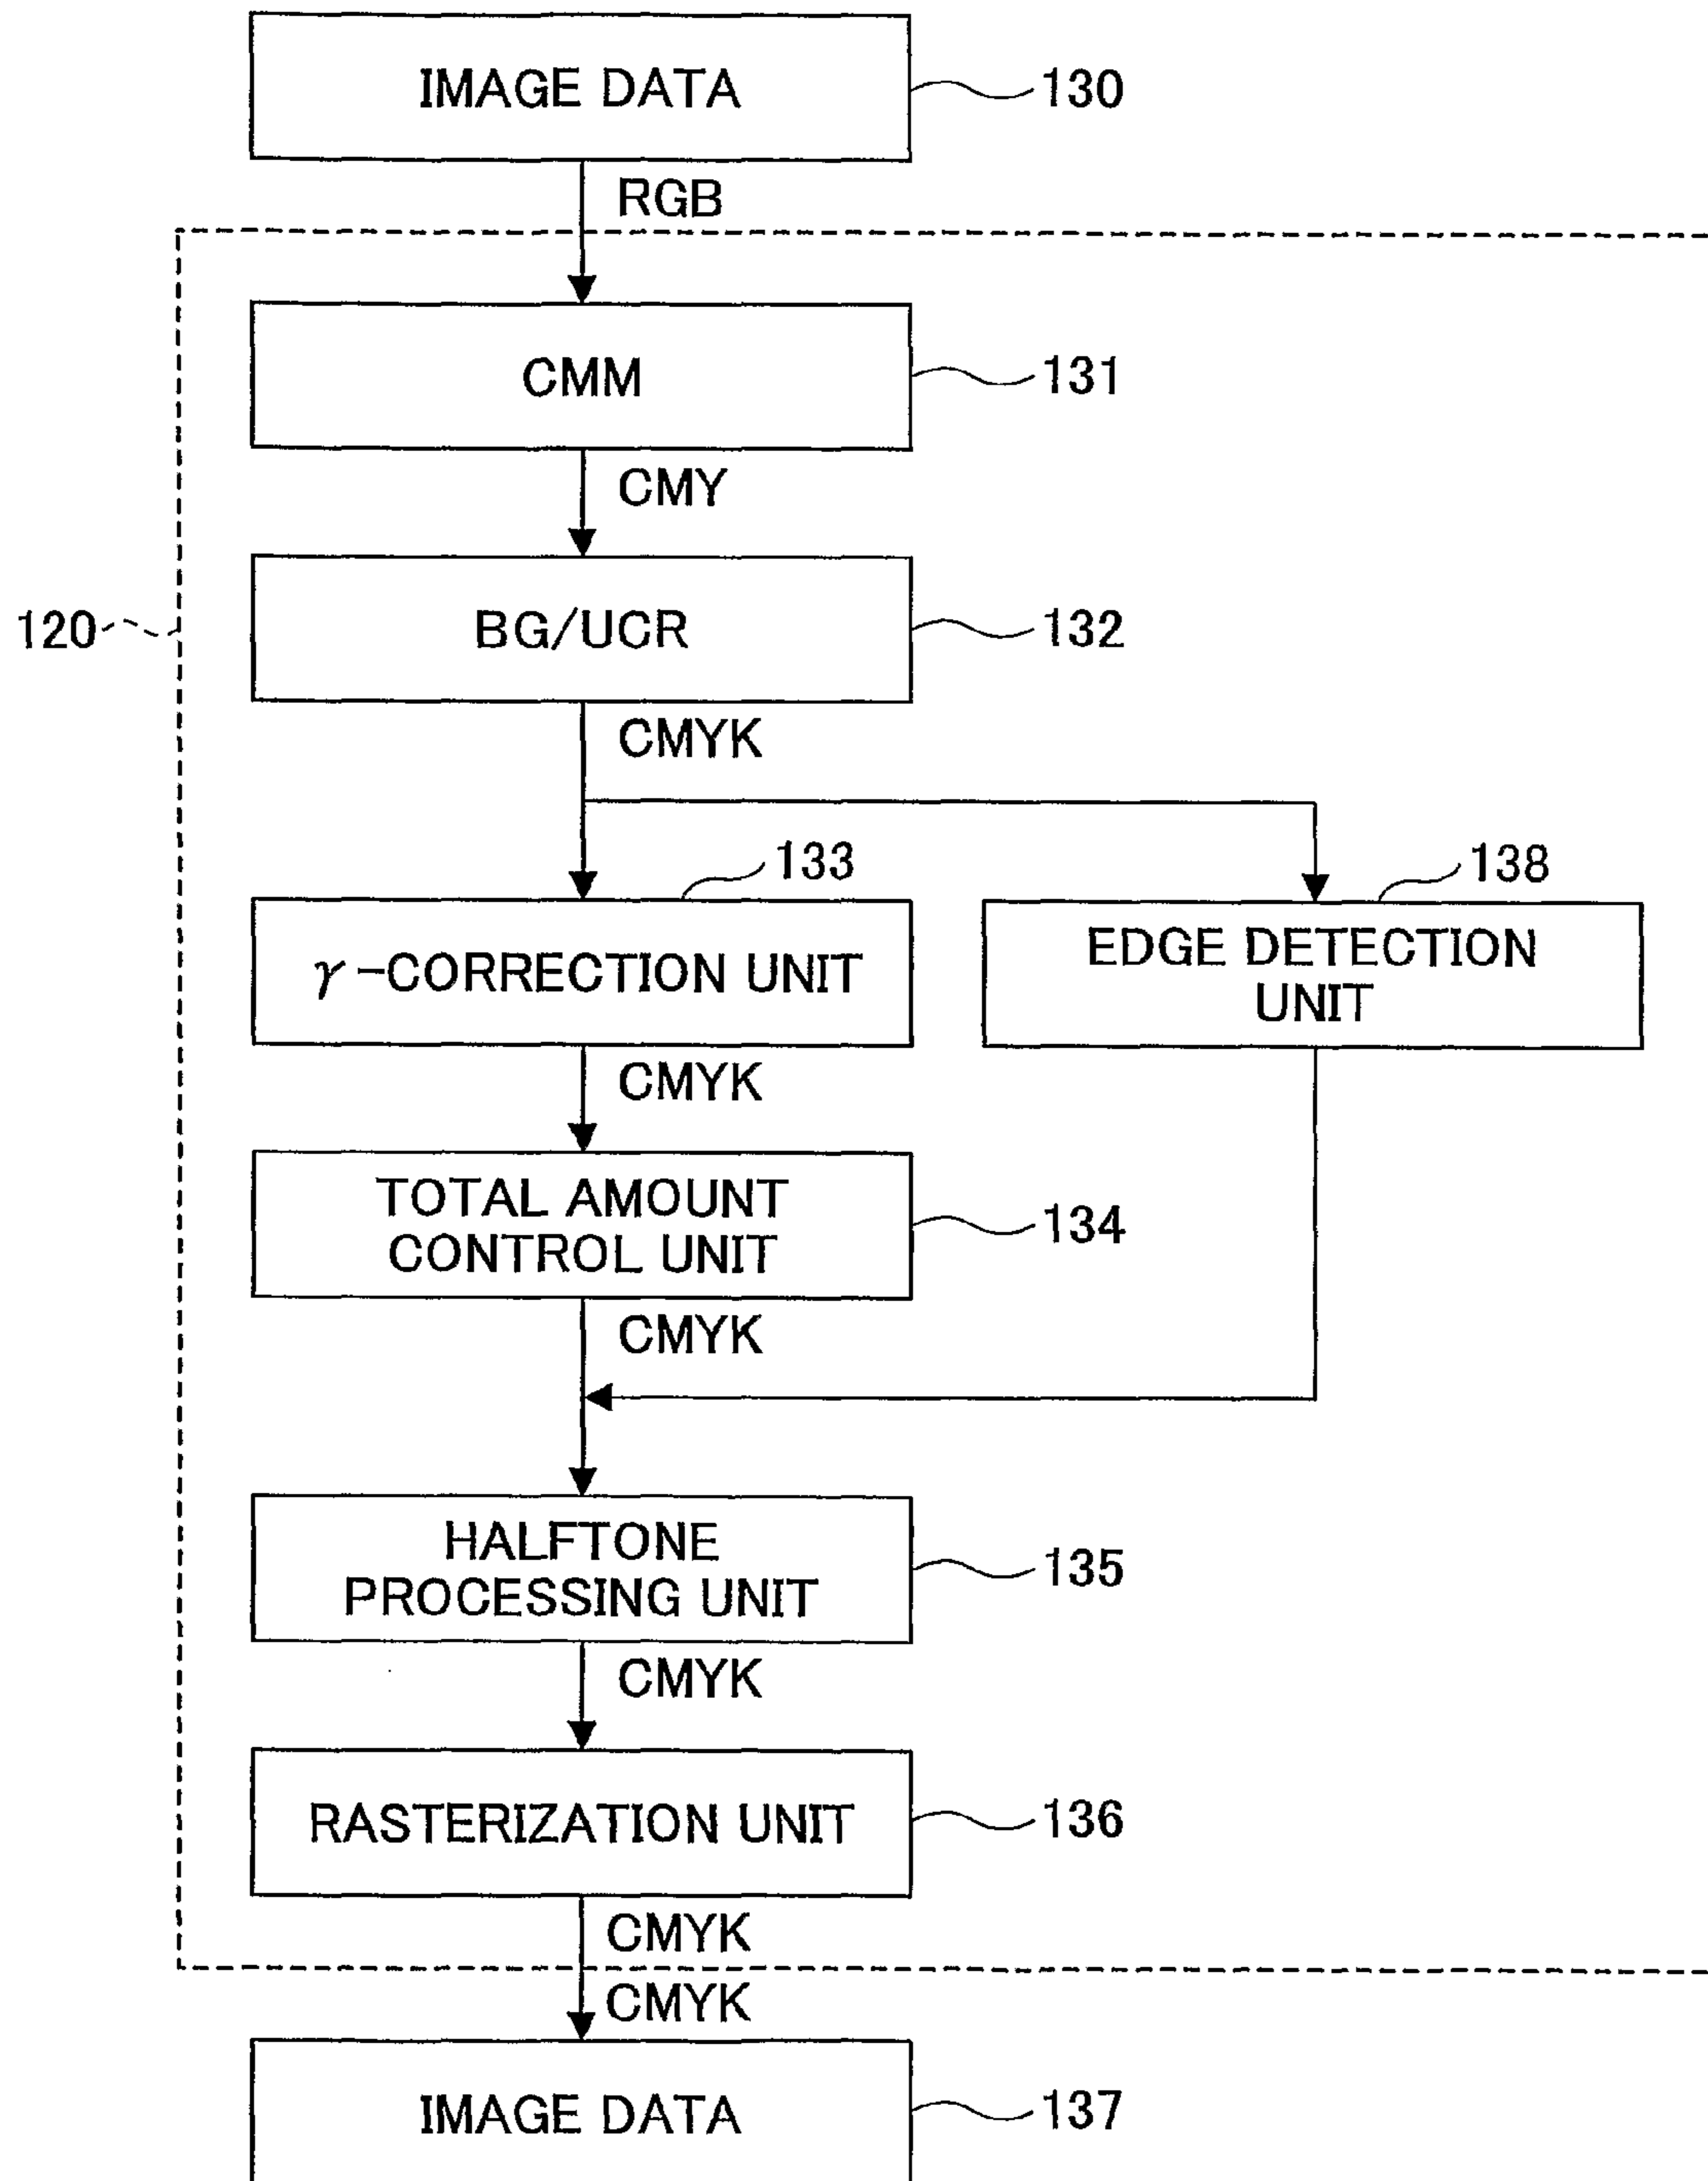 IMAGE DATA
130
RGB
CMM
131
CMY
120
BG/UCR
132
CMYK
133
138
γ-CORRECTION UNIT
EDGE DETECTION
UNIT
CMYK
TOTAL AMOUNT
CONTROL UNIT
134
CMYK
HALFTONE
PROCESSING UNIT
135
CMYK
RASTERIZATION UNIT
136
CMYK
CMYK
IMAGE DATA
137